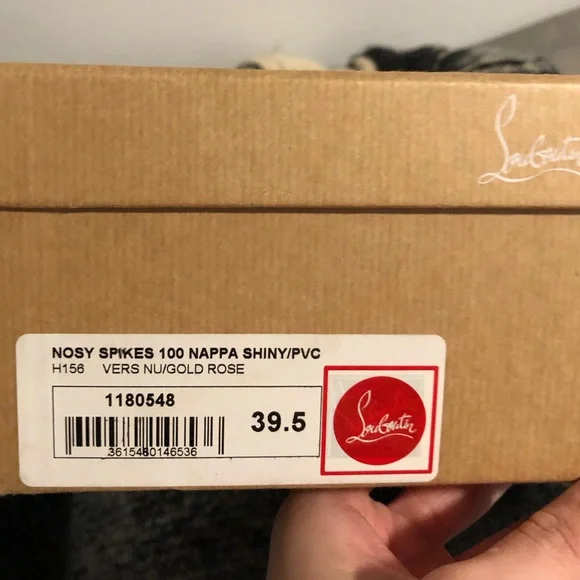 Louboutin
NOSY SPIKES 100 NAPPA SHINY/PVC
H156 VERS NU/GOLD ROSE
1180548
39.5
3615480146536
Louboutin